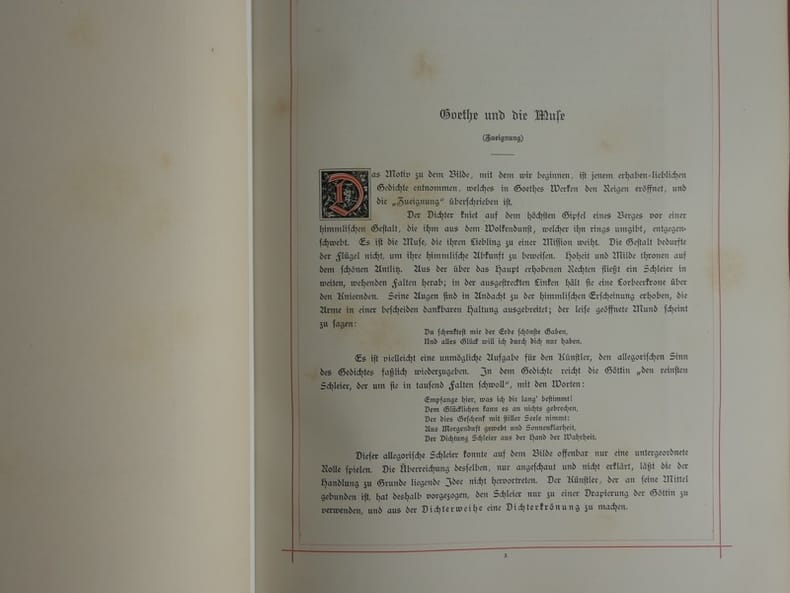 Goethe und die Muse
(Zueignung)
Das Motiv zu dem Bilde, mit dem wir beginnen, ist jenem erhaben-lieblichen
Gedichte entnommen, welches in Goethes Werken den Reigen eröffnet, und
die „Zueignung“ überschrieben ist.
Der Dichter kniet auf dem höchsten Gipfel eines Berges vor einer
himmlischen Gestalt, die ihm aus dem Wolkendunst, welcher ihn rings umgibt, entgegen-
schwebt. Es ist die Muse, die ihren Liebling zu einer Mission weiht. Die Gestalt bedurfte
der Flügel nicht, um ihre himmlische Abkunft zu beweisen. Hoheit und Milde thronen auf
dem schönen Antlitz. Aus der über das Haupt erhobenen Rechten fließt ein Schleier in
weiten, wehenden Falten herab; in der ausgestreckten Linken hält sie eine Lorbeerkrone über
den Knienden. Seine Augen sind in Andacht zu der himmlischen Erscheinung erhoben, die
Arme in einer bescheiden dankbaren Haltung ausgebreitet; der leise geöffnete Mund scheint
zu sagen:
Du schenktest mir der Erde schönste Gaben,
Und alles Glück will ich durch dich nur haben.
Es ist vielleicht eine unmögliche Aufgabe für den Künstler, den allegorischen Sinn
des Gedichtes faßlich wiederzugeben. In dem Gedichte reicht die Göttin „den reinsten
Schleier, der um sie in tausend Falten schwoll“, mit den Worten:
Empfange hier, was ich dir lang' bestimmt!
Dem Glücklichen kann es an nichts gebrechen,
Der dies Geschenk mit stiller Seele nimmt:
Aus Morgenduft gewebt und Sonnenklarheit,
Der Dichtung Schleier aus der Hand der Wahrheit.
Dieser allegorische Schleier konnte auf dem Bilde offenbar nur eine untergeordnete
Rolle spielen. Die Überreichung desselben, nur angeschaut und nicht erklärt, läßt die der
Handlung zu Grunde liegende Idee nicht hervortreten. Der Künstler, der an seine Mittel
gebunden ist, hat deshalb vorgezogen, den Schleier nur zu einer Drapierung der Göttin zu
verwenden, und aus der Dichterweihe eine Dichterkrönung zu machen.